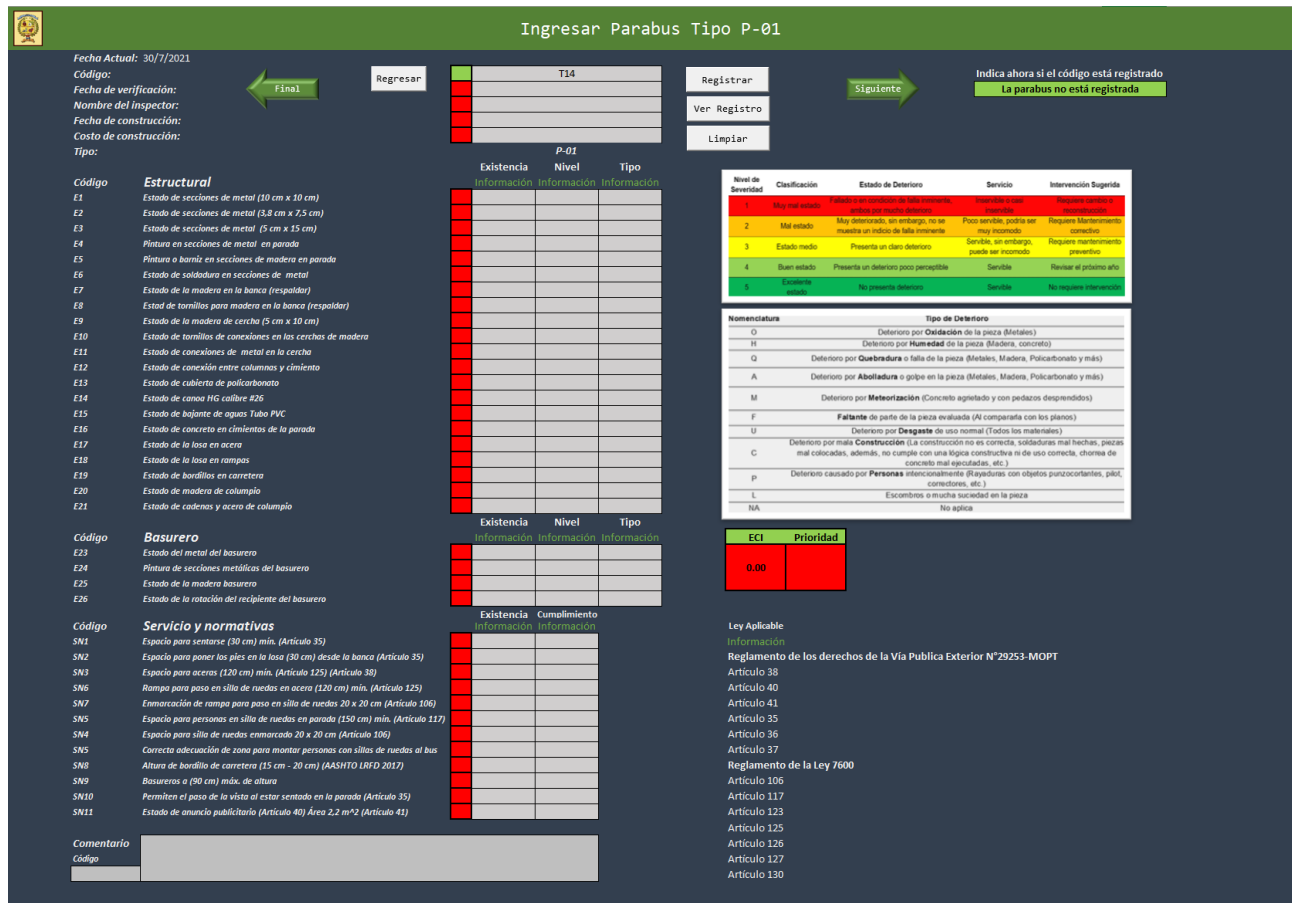 Ingresar Parabus Tipo P-01
Fecha Actual: 30/7/2021
Código:
Fecha de verificación:
Nombre del inspector:
Fecha de construcción:
Costo de construcción:
Tipo:
Final
Regresar
T14
P-01
Registrar
Ver Registro
Limpiar
Siguiente
Indica ahora si el código está registrado
La parabus no está registrada
Existencia Nivel Tipo
Código Estructural Información Información Información
E1 Estado de secciones de metal (10 cm x 10 cm)
E2 Estado de secciones de metal (3,8 cm x 7,5 cm)
E3 Estado de secciones de metal (5 cm x 15 cm)
E4 Pintura en secciones de metal en parada
E5 Pintura o barniz en secciones de madera en parada
E6 Estado de soldadura en secciones de metal
E7 Estado de la madera en la banca (respaldar)
E8 Estad de tornillos para madera en la banca (respaldar)
E9 Estado de la madera de cercha (5 cm x 10 cm)
E10 Estado de tornillos de conexiones en las cerchas de madera
E11 Estado de conexiones de metal en la cercha
E12 Estado de conexión entre columnas y cimiento
E13 Estado de cubierta de policarbonato
E14 Estado de canoa HG calibre #26
E15 Estado de bajante de aguas Tubo PVC
E16 Estado de concreto en cimientos de la parada
E17 Estado de la losa en acera
E18 Estado de la losa en rampas
E19 Estado de bordillos en carretera
E20 Estado de madera de columpio
E21 Estado de cadenas y acero de columpio
Existencia Nivel Tipo
Código Basurero Información Información Información
E23 Estado del metal del basurero
E24 Pintura de secciones metálicas del basurero
E25 Estado de la madera basurero
E26 Estado de la rotación del recipiente del basurero
Existencia Cumplimiento
Código Servicio y normativas Información Información
SN1 Espacio para sentarse (30 cm) mín. (Artículo 35)
SN2 Espacio para poner los pies en la losa (30 cm) desde la banca (Artículo 35)
SN3 Espacio para aceras (120 cm) mín. (Artículo 125) (Artículo 38)
SN6 Rampa para paso en silla de ruedas en acera (120 cm) mín. (Artículo 125)
SN7 Enmarcación de rampa para paso en silla de ruedas 20 x 20 cm (Artículo 106)
SN5 Espacio para personas en silla de ruedas en parada (150 cm) mín. (Artículo 117)
SN4 Espacio para silla de ruedas enmarcado 20 x 20 cm (Artículo 106)
SN5 Correcta adecuación de zona para montar personas con sillas de ruedas al bus
SN8 Altura de bordillo de carretera (15 cm - 20 cm) (AASHTO LRFD 2017)
SN9 Basureros a (90 cm) máx. de altura
SN10 Permiten el paso de la vista al estar sentado en la parada (Artículo 35)
SN11 Estado de anuncio publicitario (Artículo 40) Área 2,2 m^2 (Artículo 41)
Comentario
Código
Nivel de Severidad Clasificación Estado de Deterioro Servicio Intervención Sugerida
1 Muy mal estado Fallado o en condición de falla inminente, ambos por mucho deterioro Inservible o casi inservible Requiere cambio o reconstrucción
2 Mal estado Muy deteriorado, sin embargo, no se muestra un indicio de falla inminente Poco servible, podría ser muy incomodo Requiere Mantenimiento correctivo
3 Estado medio Presenta un claro deterioro Servible, sin embargo, puede ser incomodo Requiere mantenimiento preventivo
4 Buen estado Presenta un deterioro poco perceptible Servible Revisar el próximo año
5 Excelente estado No presenta deterioro Servible No requiere intervención
Nomenclatura Tipo de Deterioro
O Deterioro por Oxidación de la pieza (Metales)
H Deterioro por Humedad de la pieza (Madera, concreto)
Q Deterioro por Quebradura o falla de la pieza (Metales, Madera, Policarbonato y más)
A Deterioro por Abolladura o golpe en la pieza (Metales, Madera, Policarbonato y más)
M Deterioro por Meteorización (Concreto agrietado y con pedazos desprendidos)
F Faltante de parte de la pieza evaluada (Al compararla con los planos)
U Deterioro por Desgaste de uso normal (Todos los materiales)
C Deterioro por mala Construcción (La construcción no es correcta, soldaduras mal hechas, piezas
mal colocadas, además, no cumple con una lógica constructiva ni de uso correcta, chorrea de
concreto mal ejecutadas, etc.)
P Deterioro causado por Personas intencionalmente (Rayaduras con objetos punzocortantes, pilot,
correctores, etc.)
L Escombros o mucha suciedad en la pieza
NA No aplica
ECI Prioridad
0.00
Ley Aplicable
Información
Reglamento de los derechos de la Vía Publica Exterior N°29253-MOPT
Artículo 38
Artículo 40
Artículo 41
Artículo 35
Artículo 36
Artículo 37
Reglamento de la Ley 7600
Artículo 106
Artículo 117
Artículo 123
Artículo 125
Artículo 126
Artículo 127
Artículo 130